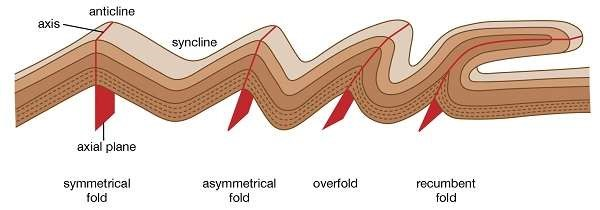 anticline
axis
syncline
axial plane
symmetrical
fold
asymmetrical
fold
overfold
recumbent
fold